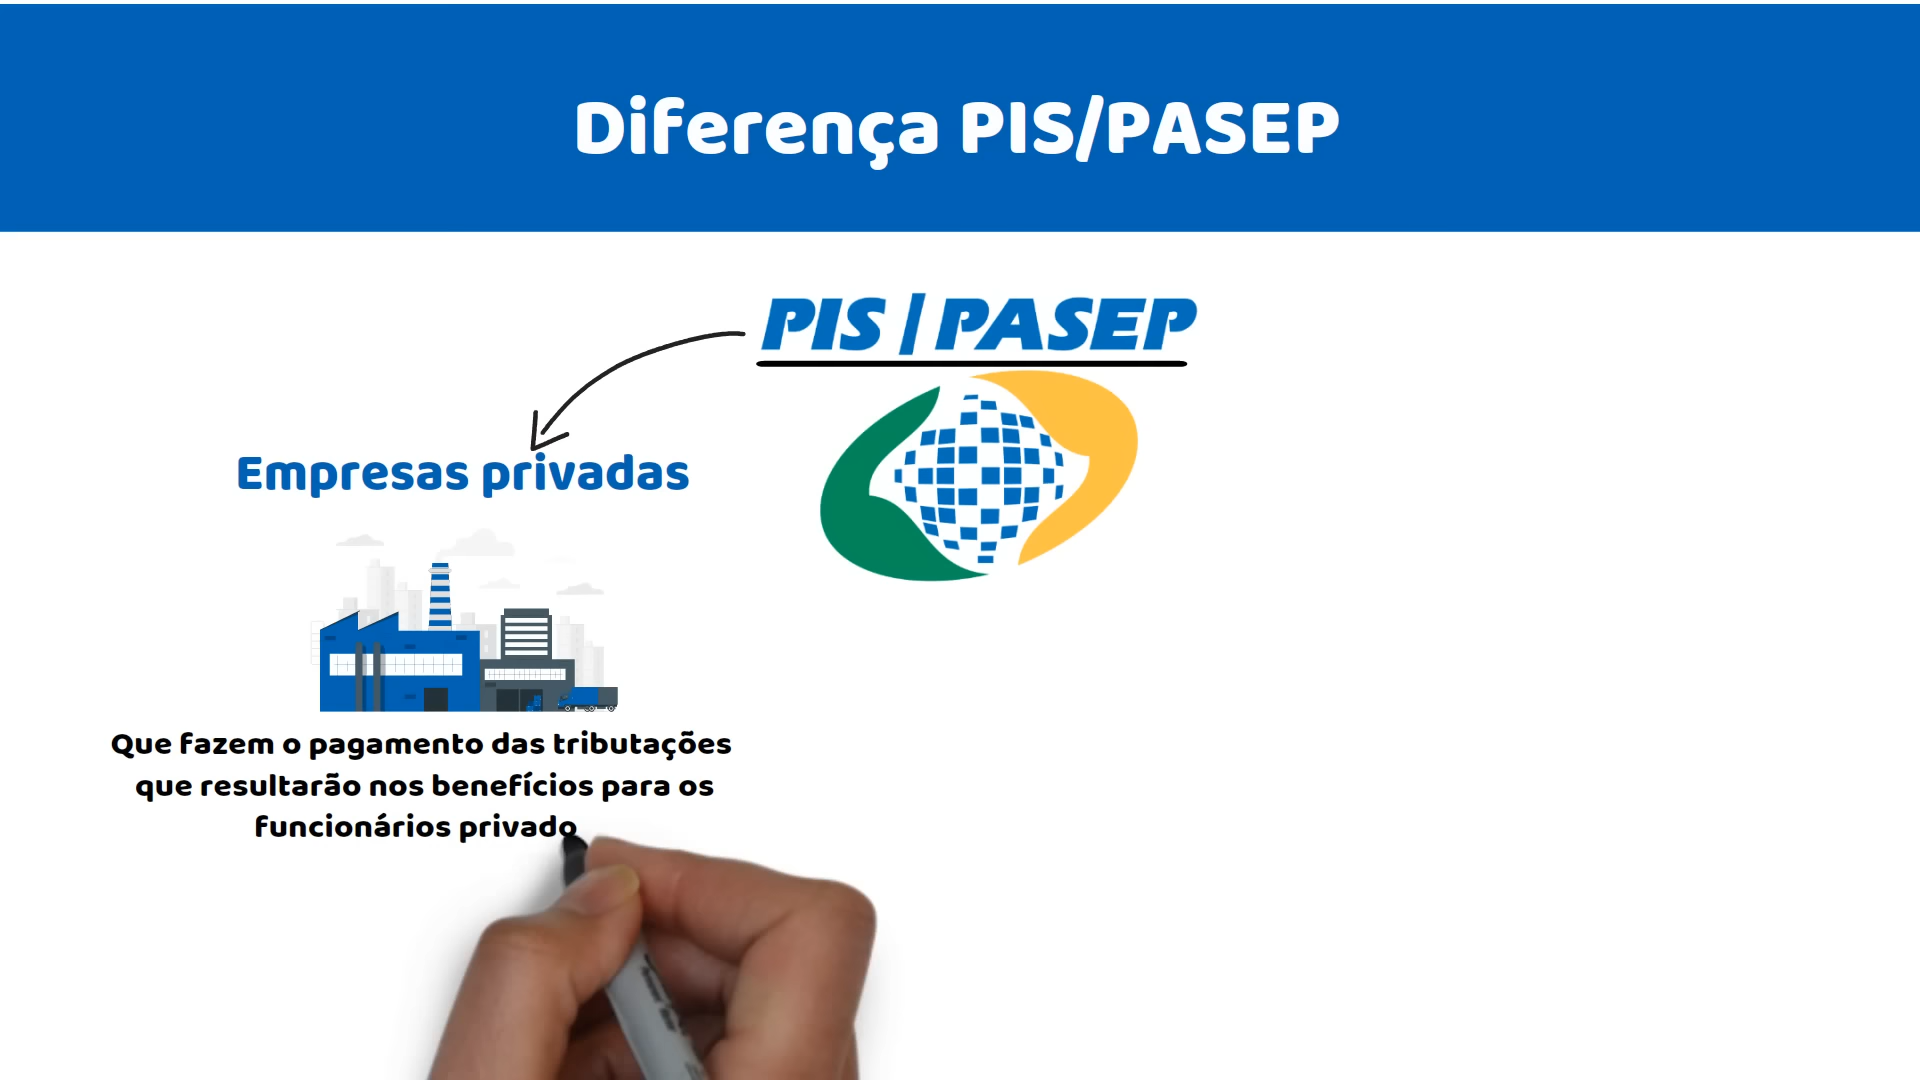 Diferença PIS/PASEP
PIS | PASEP
Empresas privadas
Que fazem o pagamento das tributações
que resultarão nos benefícios para os
funcionários privado